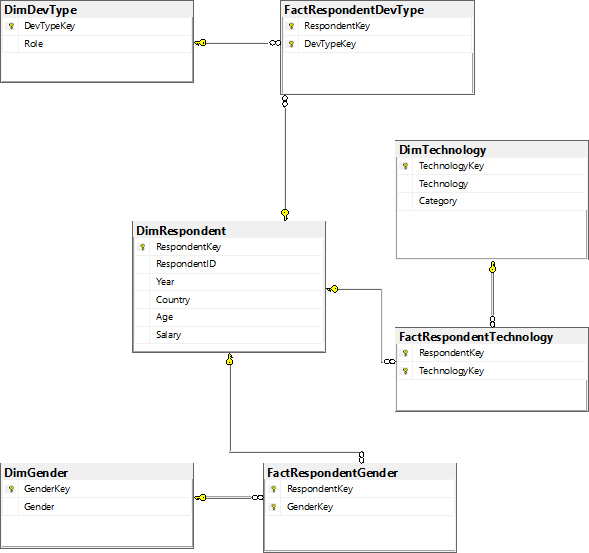 DimDevType
DevTypeKey
Role
FactRespondentDevType
RespondentKey
DevTypeKey
DimTechnology
TechnologyKey
Technology
Category
DimRespondent
RespondentKey
RespondentID
Year
Country
Age
Salary
FactRespondentTechnology
RespondentKey
TechnologyKey
DimGender
GenderKey
Gender
FactRespondentGender
RespondentKey
GenderKey